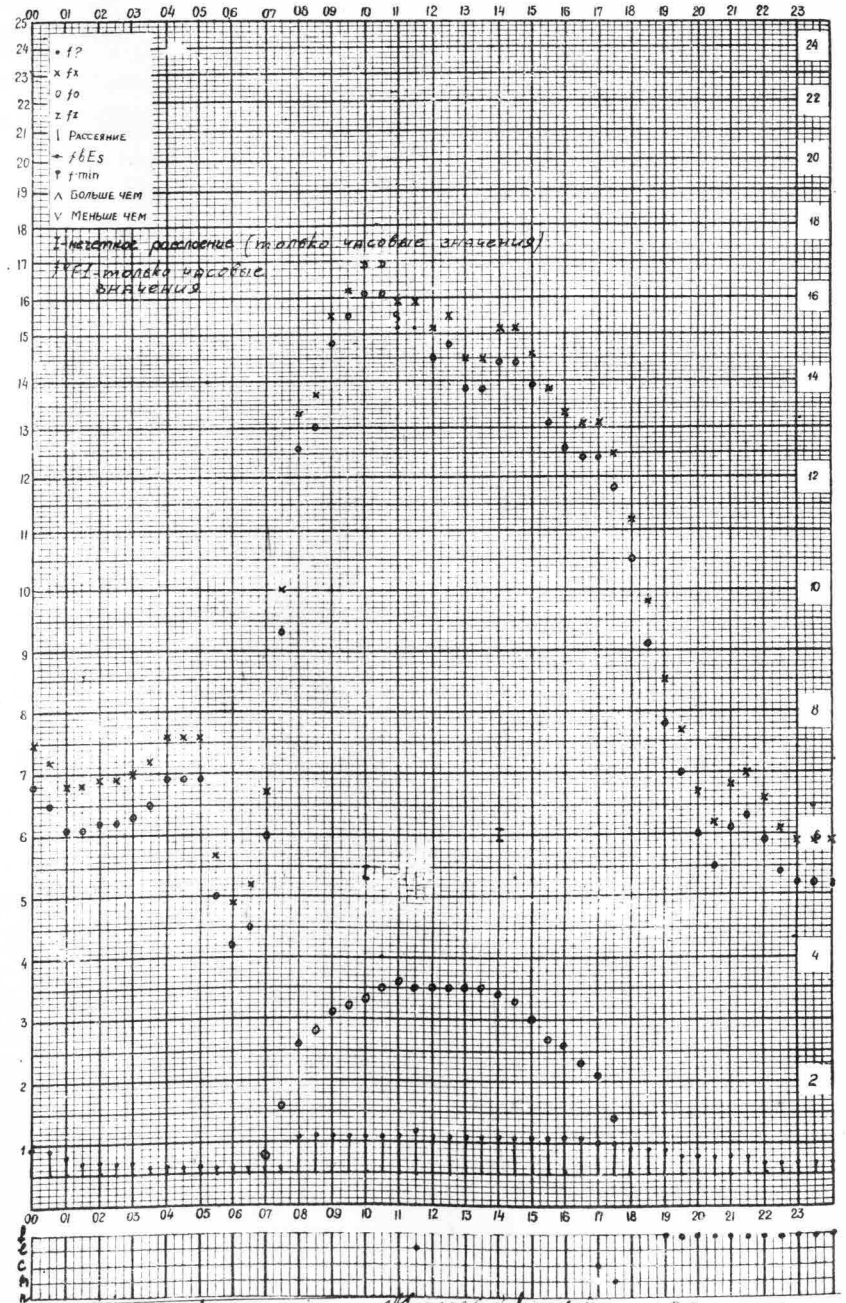 00 01 02 03 04 05 06 07 08 09 10 11 12 13 14 15 16 17 18 19 20 21 22 23
25
24 24
23
22 22
21
20 20
19
18 18
17
16 16
15
14 14
13
12 12
11
10 10
9
8 8
7
6 6
5
4 4
3
2 2
1
• f?
x fx
o fo
z fz
| РАССЕЯНИЕ
fbEs
f-min
∧ БОЛЬШЕ ЧЕМ
∨ МЕНЬШЕ ЧЕМ
I-нечеткое расслоение (только часовые значения)
F1-только часовые
значения
00 01 02 03 04 05 06 07 08 09 10 11 12 13 14 15 16 17 18 19 20 21 22 23